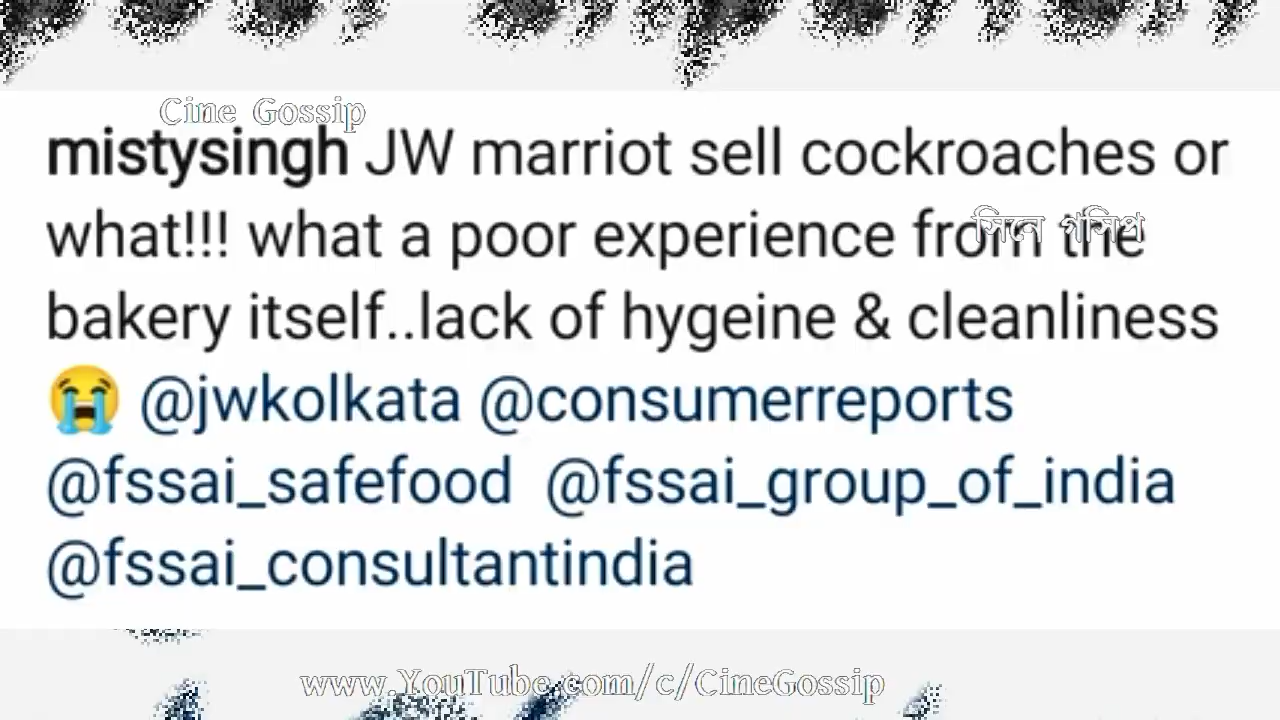 Cine Gossip
mistysingh JW marriot sell cockroaches or
what!!! what a poor experience from the
সিনে গসিপ
bakery itself..lack of hygeine & cleanliness
😭 @jwkolkata @consumerreports
@fssai_safefood @fssai_group_of_india
@fssai_consultantindia
www.YouTube.com/c/CineGossip